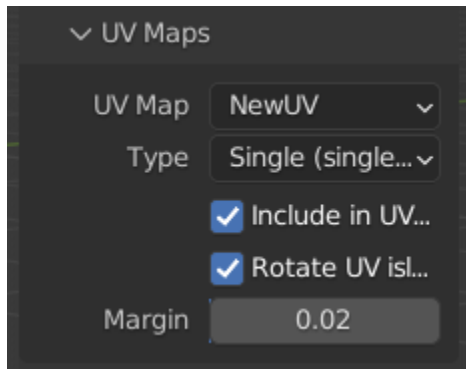 UV Maps
UV Map NewUV
Type Single (single...
Include in UV...
Rotate UV isl...
Margin 0.02